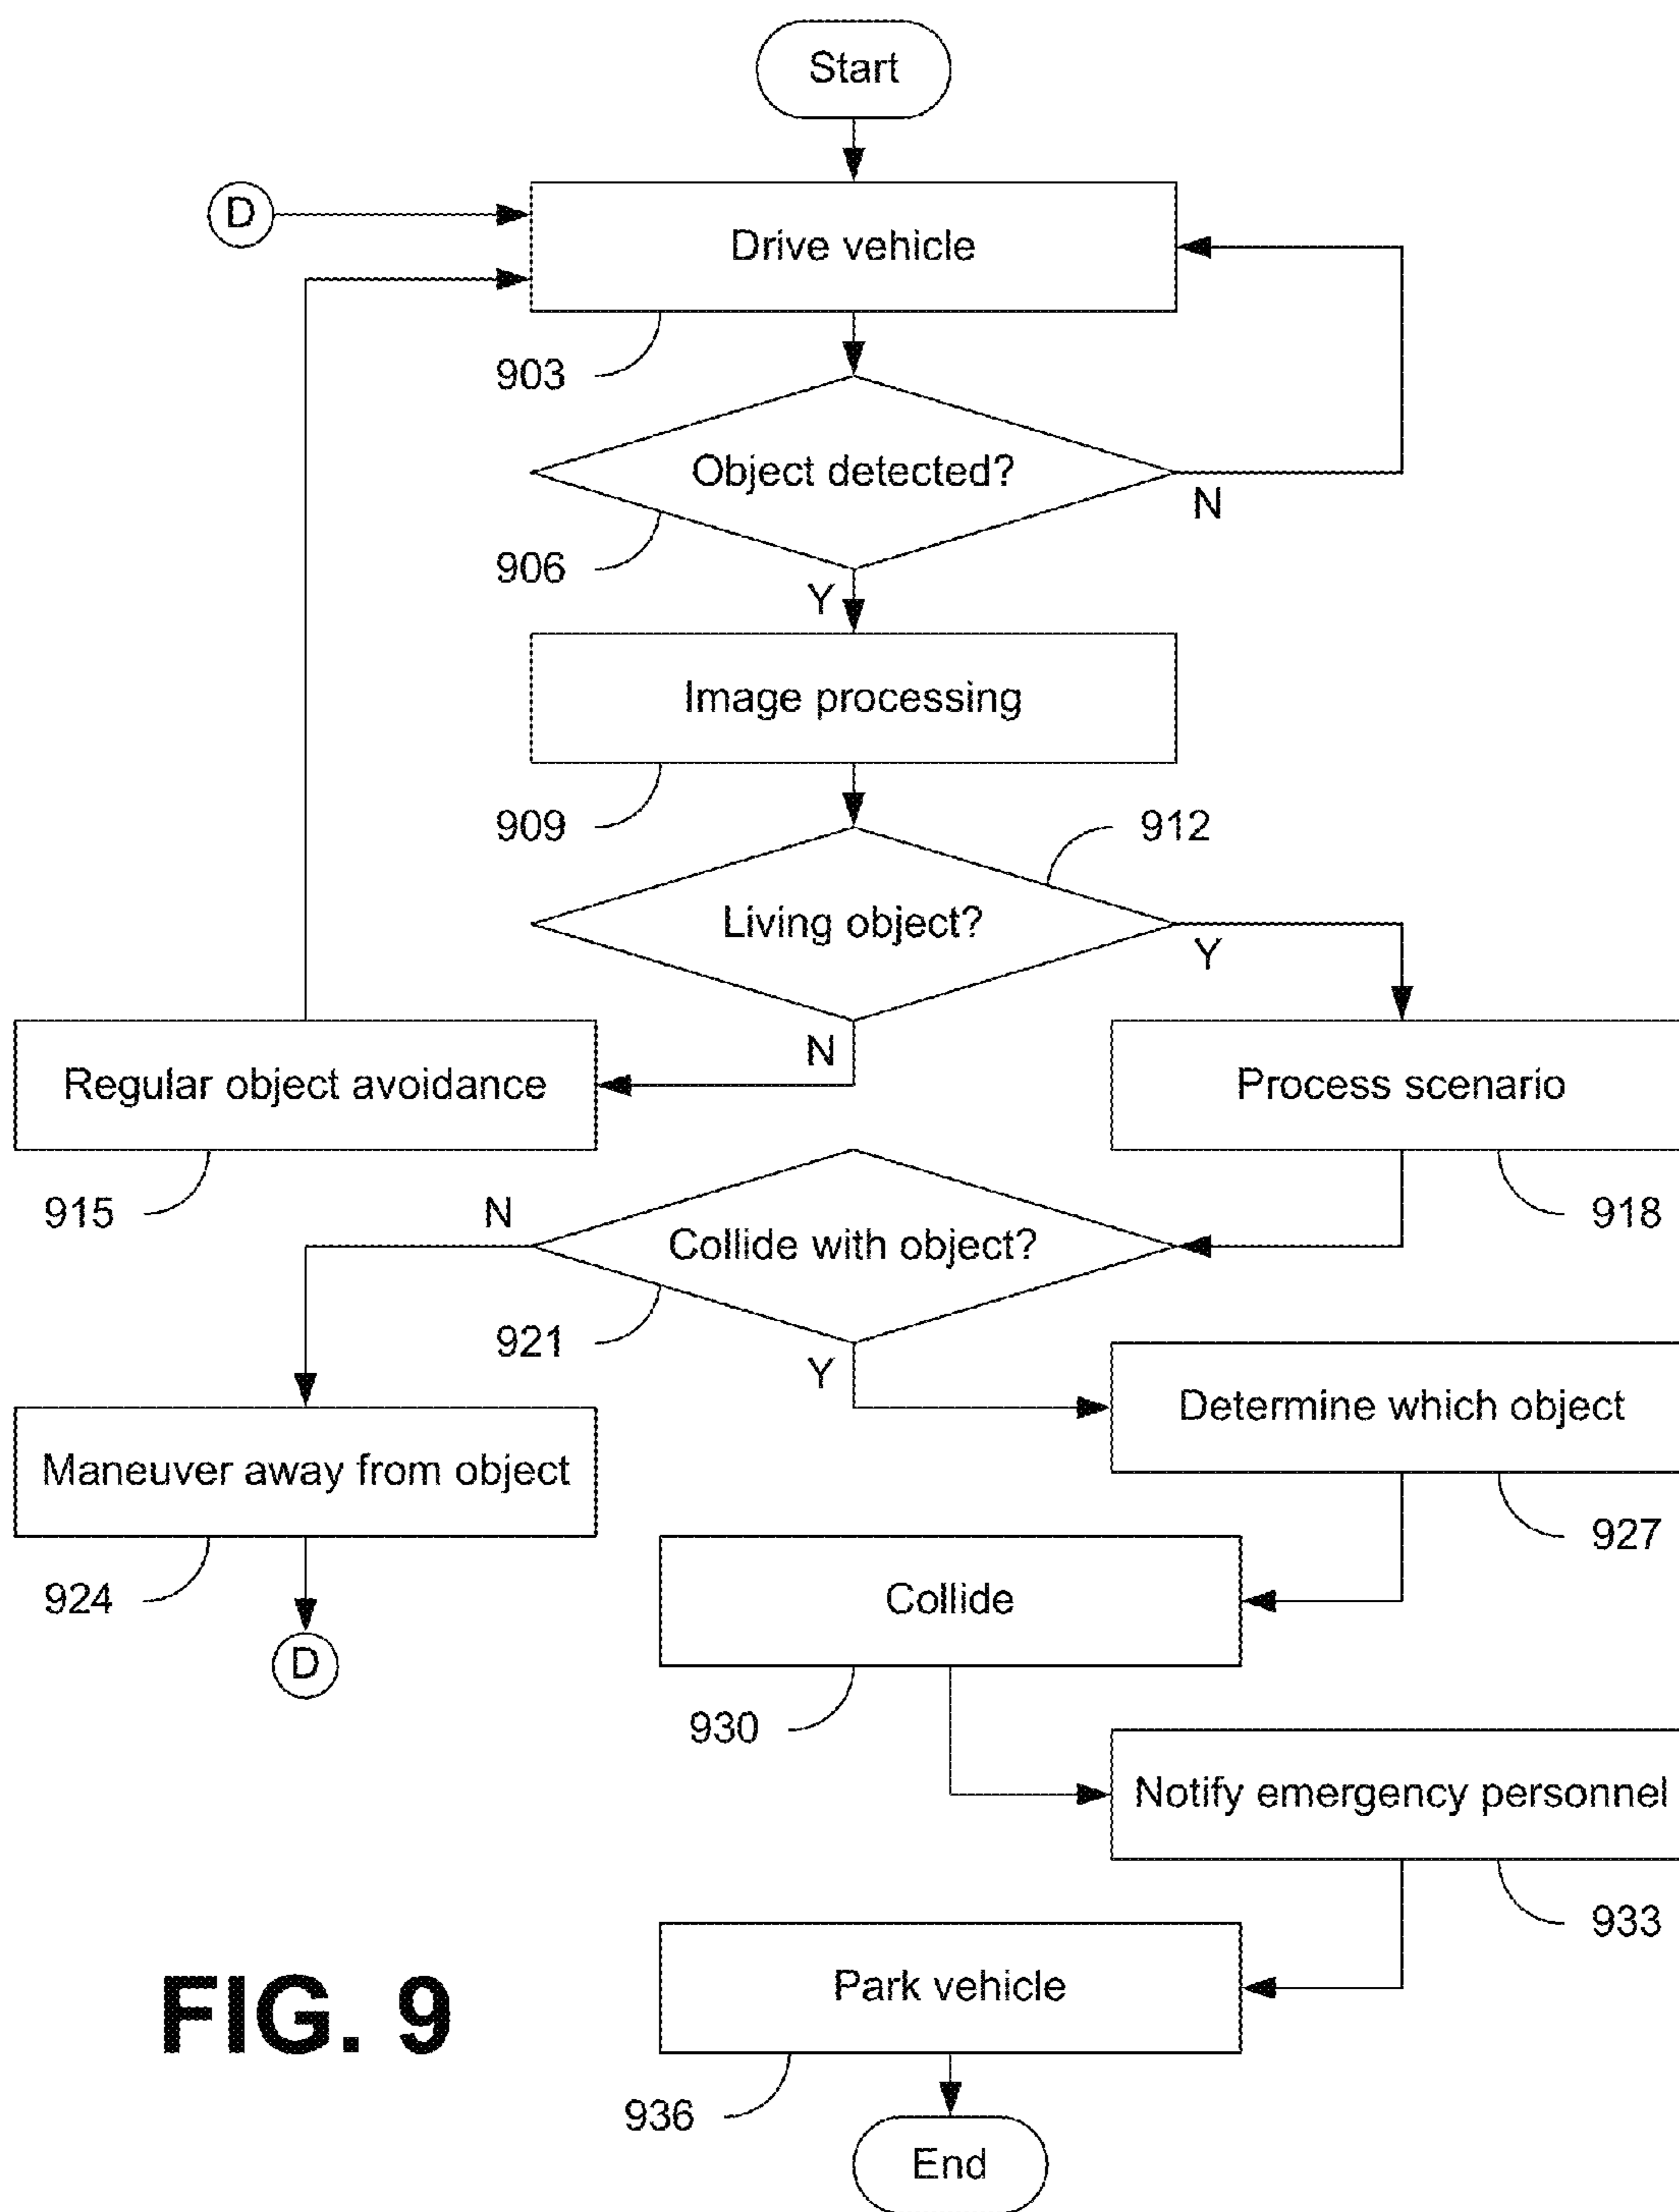 Start
D
Drive vehicle
903
Object detected?
N
906
Y
Image processing
909
912
Living object?
Y
N
Regular object avoidance
Process scenario
915
918
N
Collide with object?
921
Y
Determine which object
Maneuver away from object
927
924
Collide
D
930
Notify emergency personnel
933
Park vehicle
FIG. 9
936
End